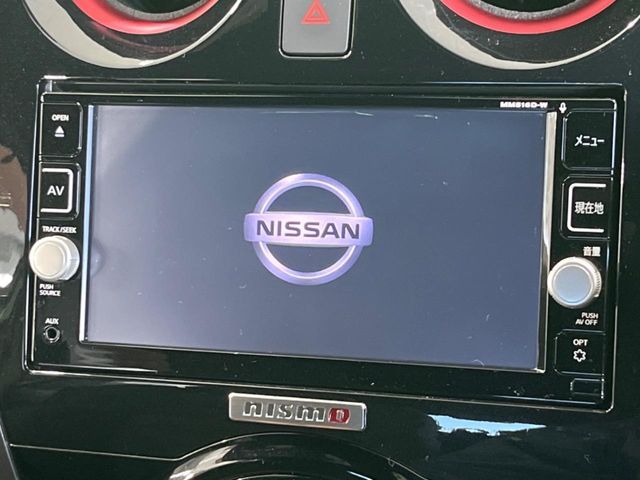 MM516D-W
OPEN
メニュー
AV
現在地
TRACK/SEEK
音量
NISSAN
PUSH
SOURCE
PUSH
AV OFF
AUX
OPT
nismo